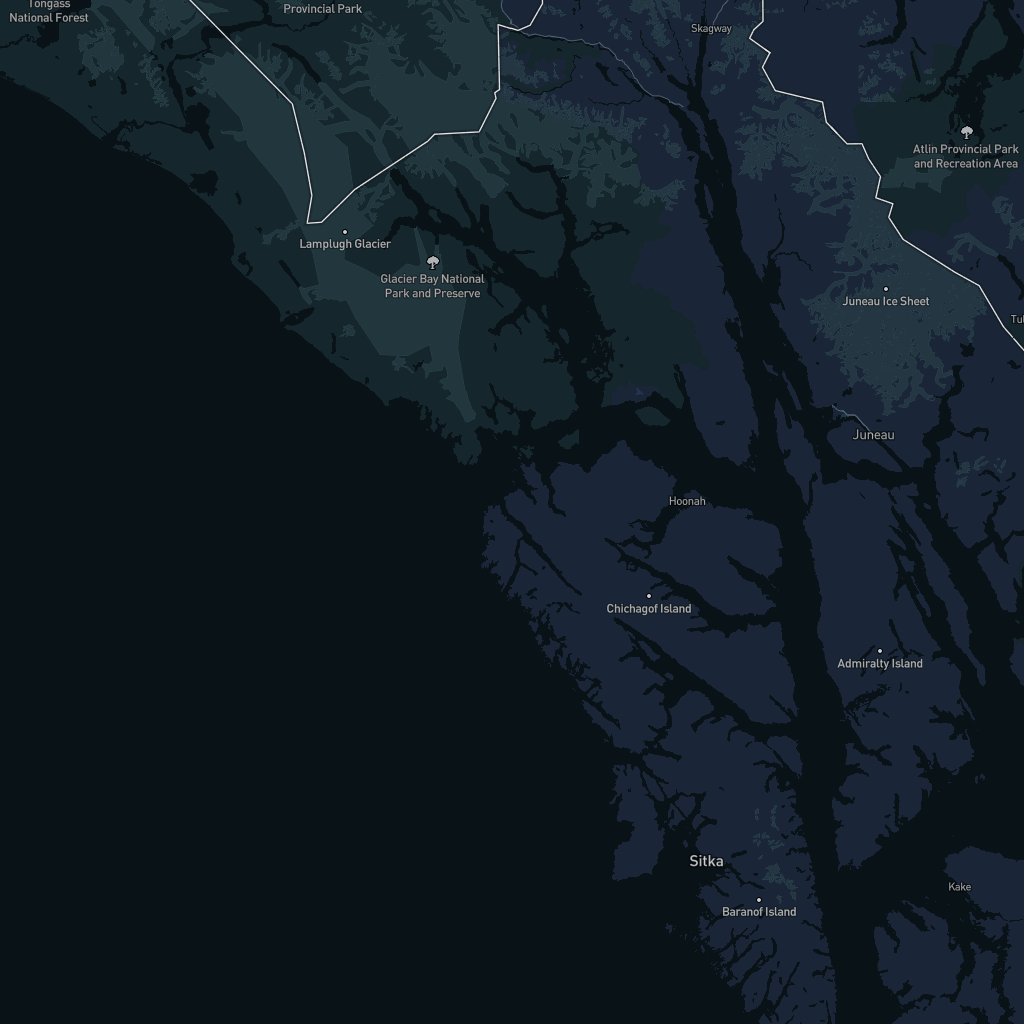 Tongass
National Forest
Provincial Park
Skagway
Atlin Provincial Park
and Recreation Area
Lamplugh Glacier
Glacier Bay National
Park and Preserve
Juneau Ice Sheet
Juneau
Hoonah
Chichagof Island
Admiralty Island
Sitka
Kake
Baranof Island